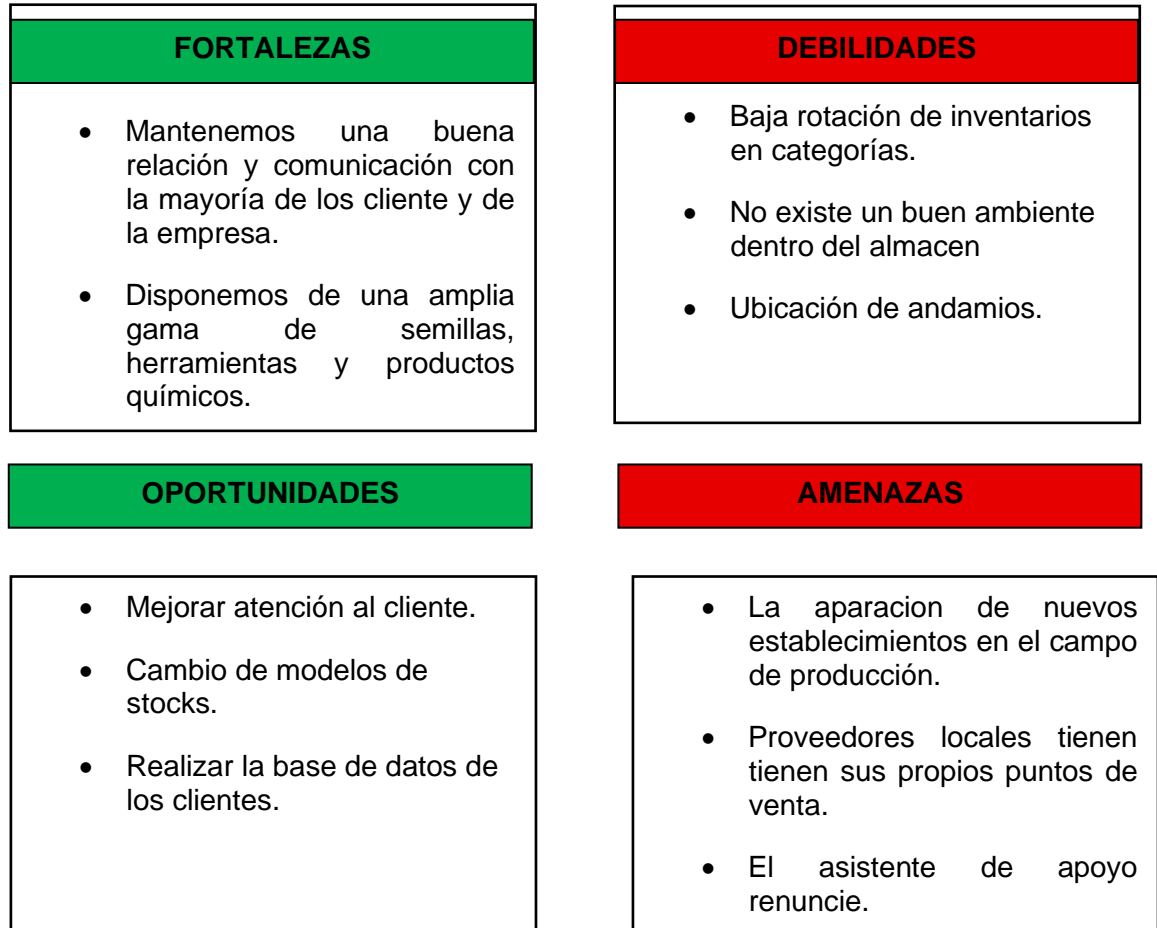 FORTALEZAS
• Mantenemos una buena
relación y comunicación con
la mayoría de los cliente y de
la empresa.
• Disponemos de una amplia
gama de semillas,
herramientas y productos
químicos.
DEBILIDADES
• Baja rotación de inventarios
en categorías.
• No existe un buen ambiente
dentro del almacen
• Ubicación de andamios.
OPORTUNIDADES
• Mejorar atención al cliente.
• Cambio de modelos de
stocks.
• Realizar la base de datos de
los clientes.
AMENAZAS
• La aparacion de nuevos
establecimientos en el campo
de producción.
• Proveedores locales tienen
tienen sus propios puntos de
venta.
• El asistente de apoyo
renuncie.